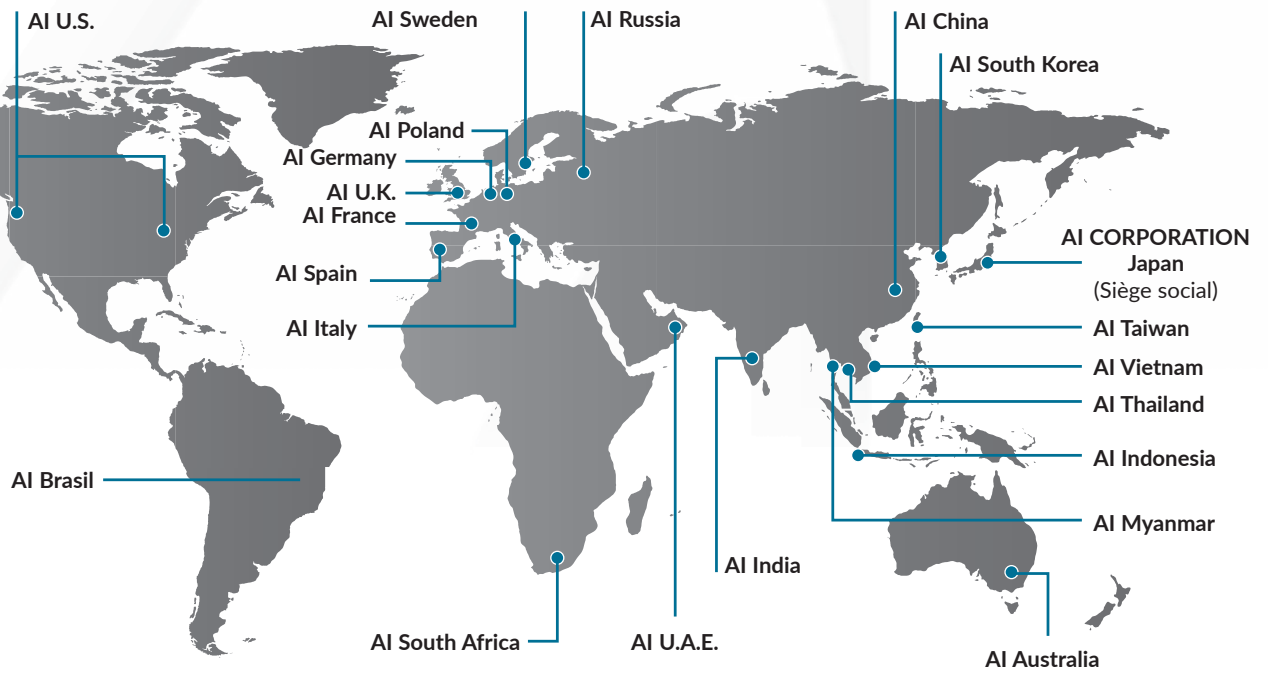 AI U.S.
AI Sweden
AI Russia
AI China
AI South Korea
AI Poland
AI Germany
AI U.K.
AI France
AI CORPORATION
Japan
(Siège social)
AI Spain
AI Italy
AI Taiwan
AI Vietnam
AI Thailand
AI Indonesia
AI Brasil
AI Myanmar
AI India
AI South Africa
AI U.A.E.
AI Australia